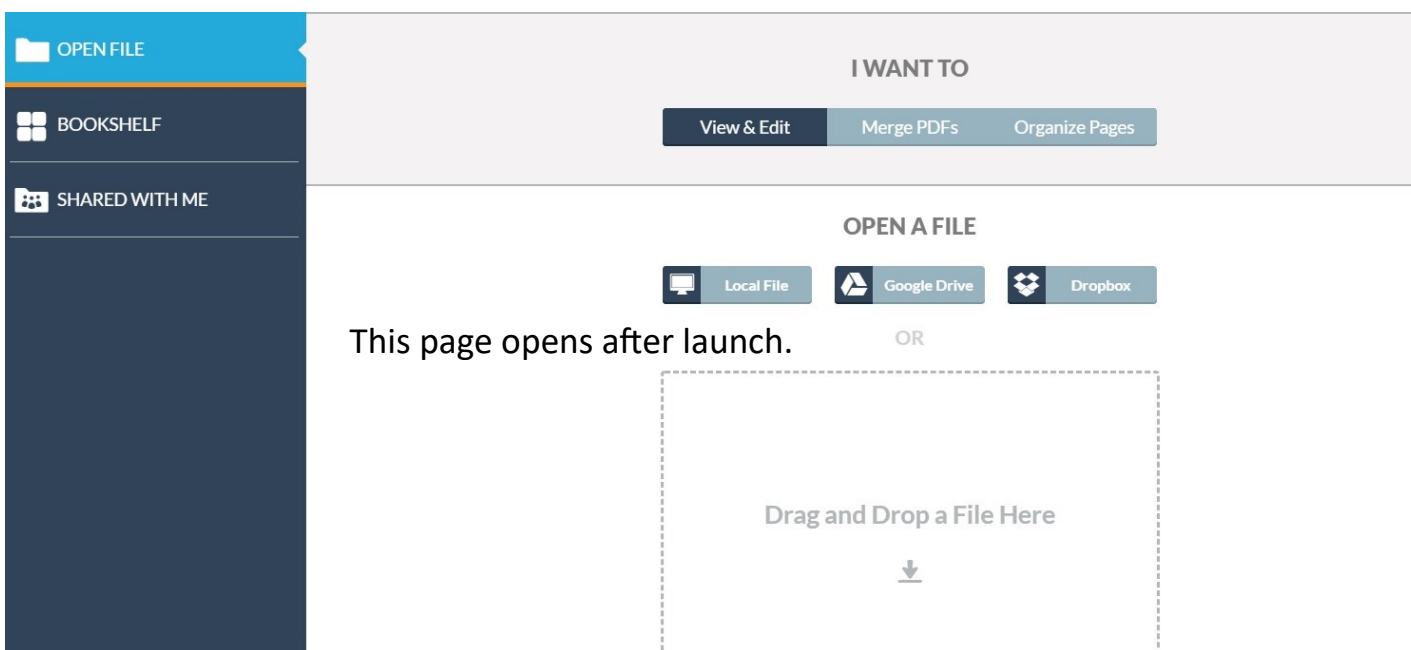 OPEN FILE
BOOKSHELF
SHARED WITH ME
I WANT TO
View & Edit
Merge PDFs
Organize Pages
OPEN A FILE
Local File
Google Drive
Dropbox
This page opens after launch.
OR
Drag and Drop a File Here